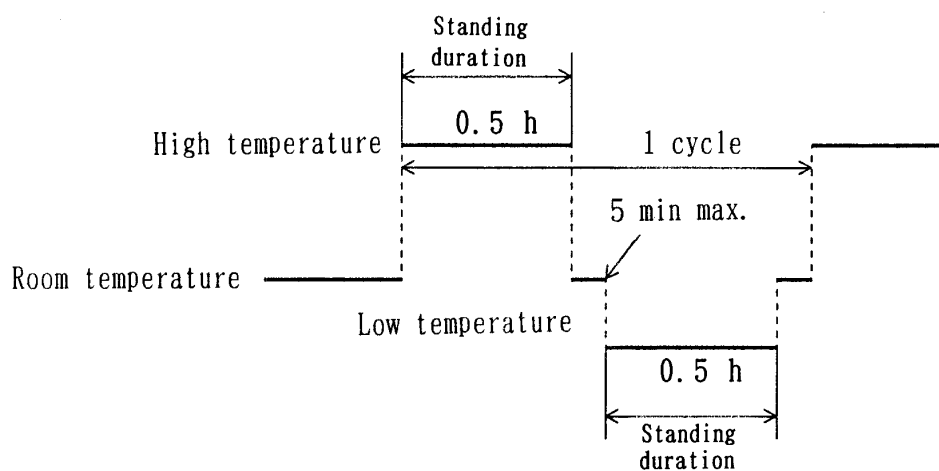 Standing
duration
0.5 h
High temperature
1 cycle
5 min max.
Room temperature
Low temperature
0.5 h
Standing
duration